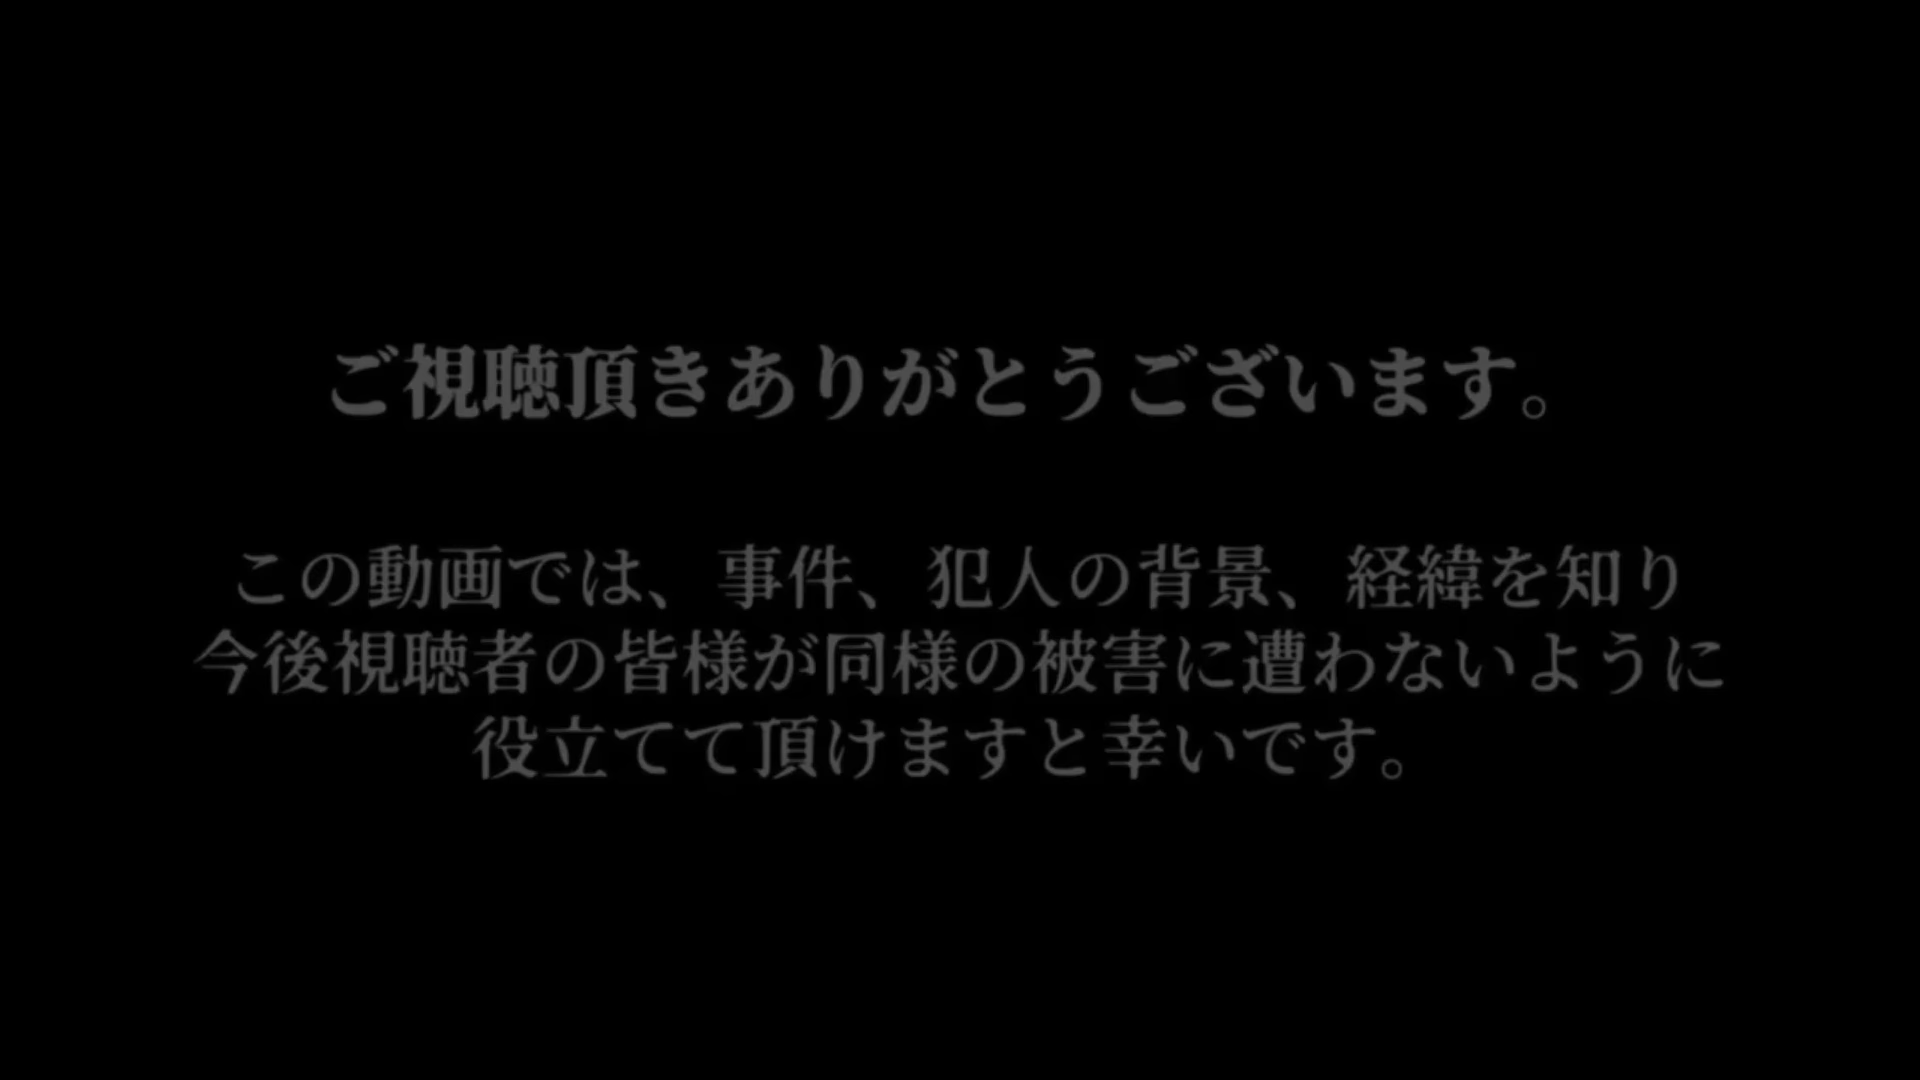 ご視聴頂きありがとうございます。
この動画では、事件、犯人の背景、経緯を知り
今後視聴者の皆様が同様の被害に遭わないように
役立てて頂けますと幸いです。